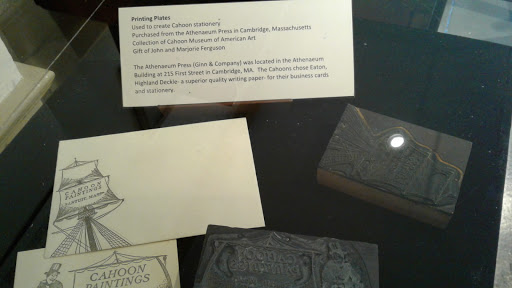 Printing Plates
Used to create Cahoon stationery
Purchased from the Athenaeum Press in Cambridge, Massachusetts
Collection of Cahoon Museum of American Art
Gift of John and Marjorie Ferguson
The Athenaeum Press (Ginn & Company) was located in the Athenaeum
Building at 215 First Street in Cambridge, MA. The Cahoons chose Eaton,
Highland Deckle- a superior quality writing paper- for their business cards
and stationery.
CAHOON
PAINTINGS
CAHOON
PAINTINGS